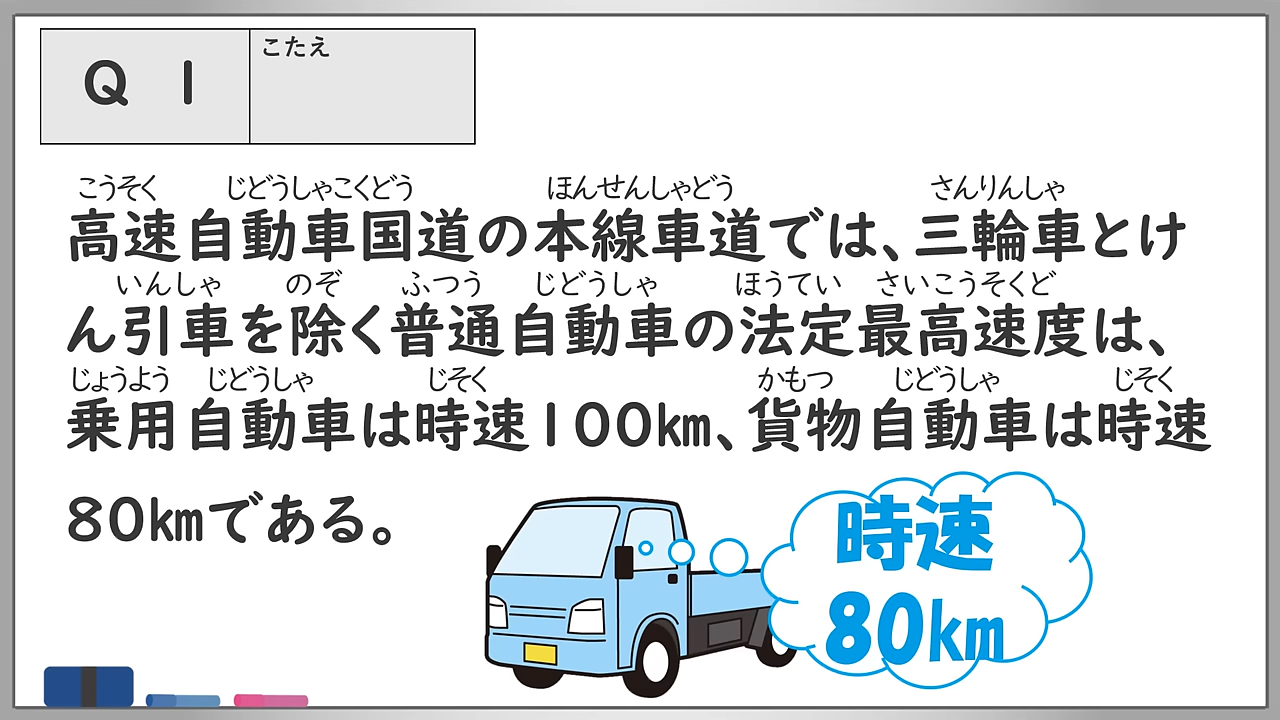 Q 1
こたえ
こうそく じどうしゃこくどう ほんせんしゃどう さんりんしゃ
高速自動車国道の本線車道では、三輪車とけ
いんしゃ のぞ ふつう じどうしゃ ほうてい さいこうそくど
ん引車を除く普通自動車の法定最高速度は、
じょうよう じどうしゃ じそく かもつ じどうしゃ じそく
乗用自動車は時速100km、貨物自動車は時速
80kmである。
時速
80km